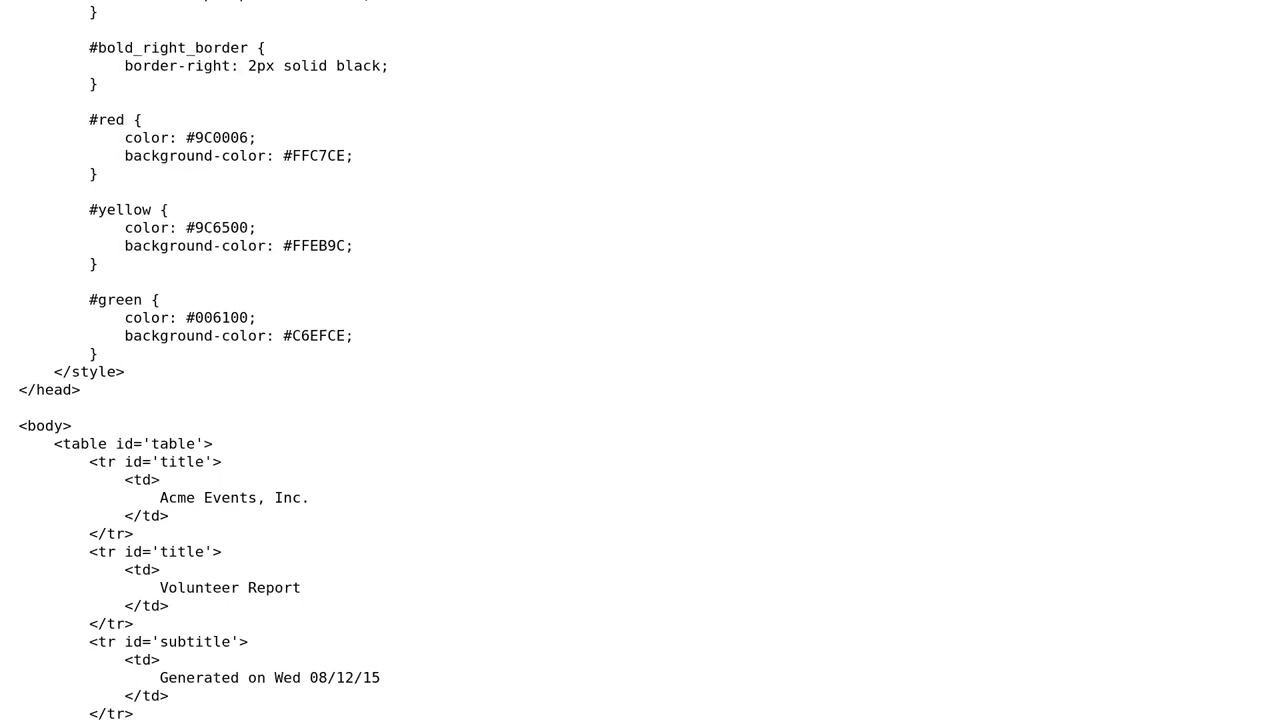 }

        #bold_right_border {
            border-right: 2px solid black;
        }

        #red {
            color: #9C0006;
            background-color: #FFC7CE;
        }

        #yellow {
            color: #9C6500;
            background-color: #FFEB9C;
        }

        #green {
            color: #006100;
            background-color: #C6EFCE;
        }
    </style>
</head>

<body>
    <table id='table'>
        <tr id='title'>
            <td>
                Acme Events, Inc.
            </td>
        </tr>
        <tr id='title'>
            <td>
                Volunteer Report
            </td>
        </tr>
        <tr id='subtitle'>
            <td>
                Generated on Wed 08/12/15
            </td>
        </tr>